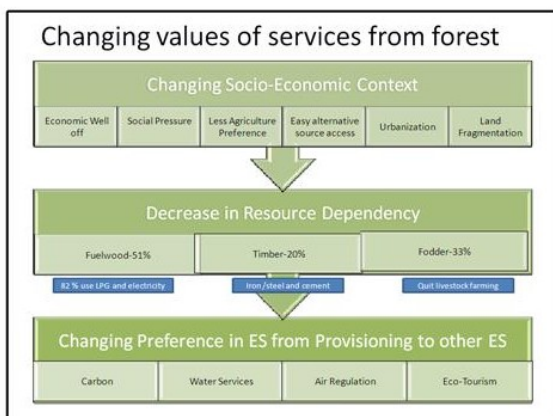 Changing values of services from forest
Changing Socio-Economic Context
Economic Well off
Social Pressure
Less Agriculture Preference
Easy alternative source access
Urbanization
Land Fragmentation
Decrease in Resource Dependency
Fuelwood-51%
Timber-20%
Fodder-33%
82 % use LPG and electricity
Iron/steel and cement
Quit livestock farming
Changing Preference in ES from Provisioning to other ES
Carbon
Water Services
Air Regulation
Eco-Tourism